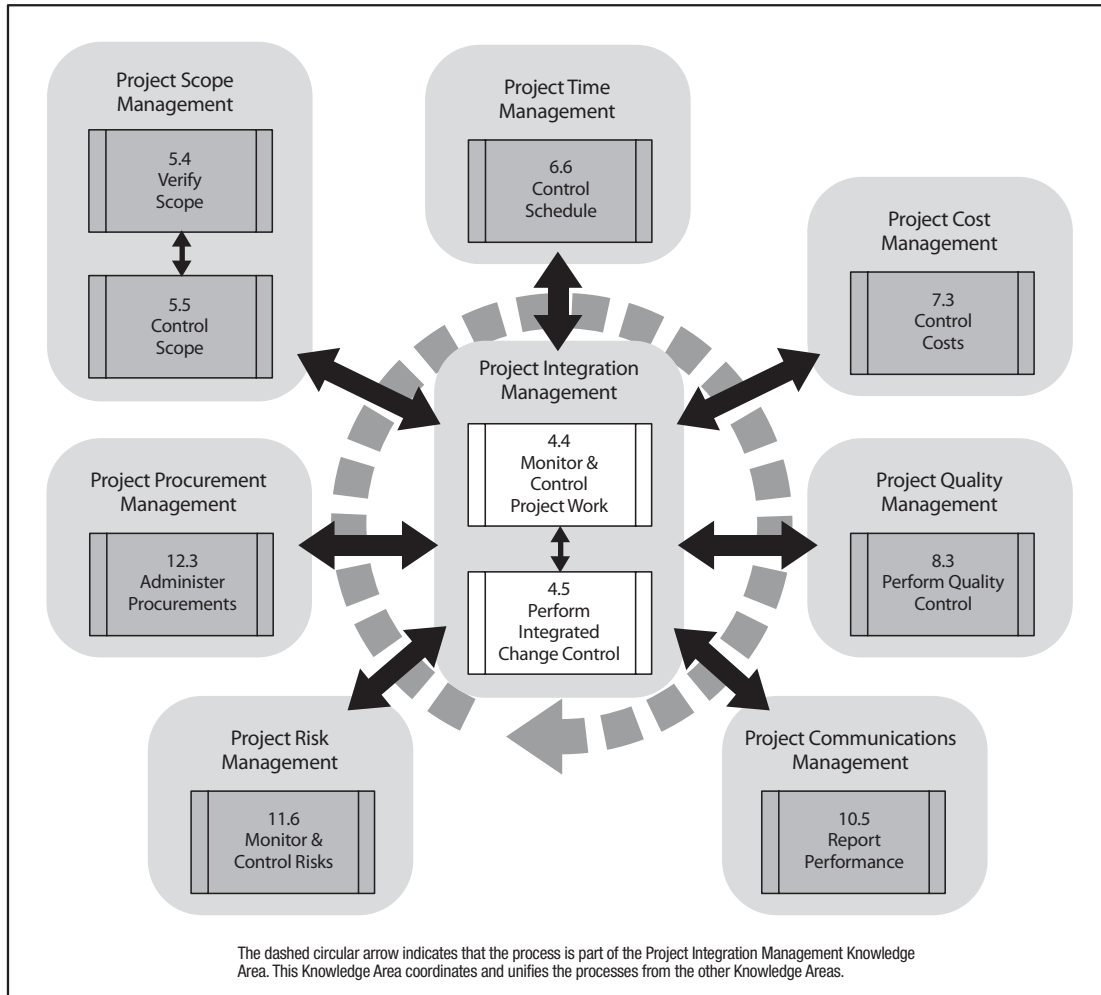 Project Scope
Management
5.4
Verify
Scope
5.5
Control
Scope
Project Time
Management
6.6
Control
Schedule
Project Cost
Management
7.3
Control
Costs
Project Integration
Management
4.4
Monitor &
Control
Project Work
4.5
Perform
Integrated
Change Control
Project Procurement
Management
12.3
Administer
Procurements
Project Quality
Management
8.3
Perform Quality
Control
Project Risk
Management
11.6
Monitor &
Control Risks
Project Communications
Management
10.5
Report
Performance
The dashed circular arrow indicates that the process is part of the Project Integration Management Knowledge
Area. This Knowledge Area coordinates and unifies the processes from the other Knowledge Areas.